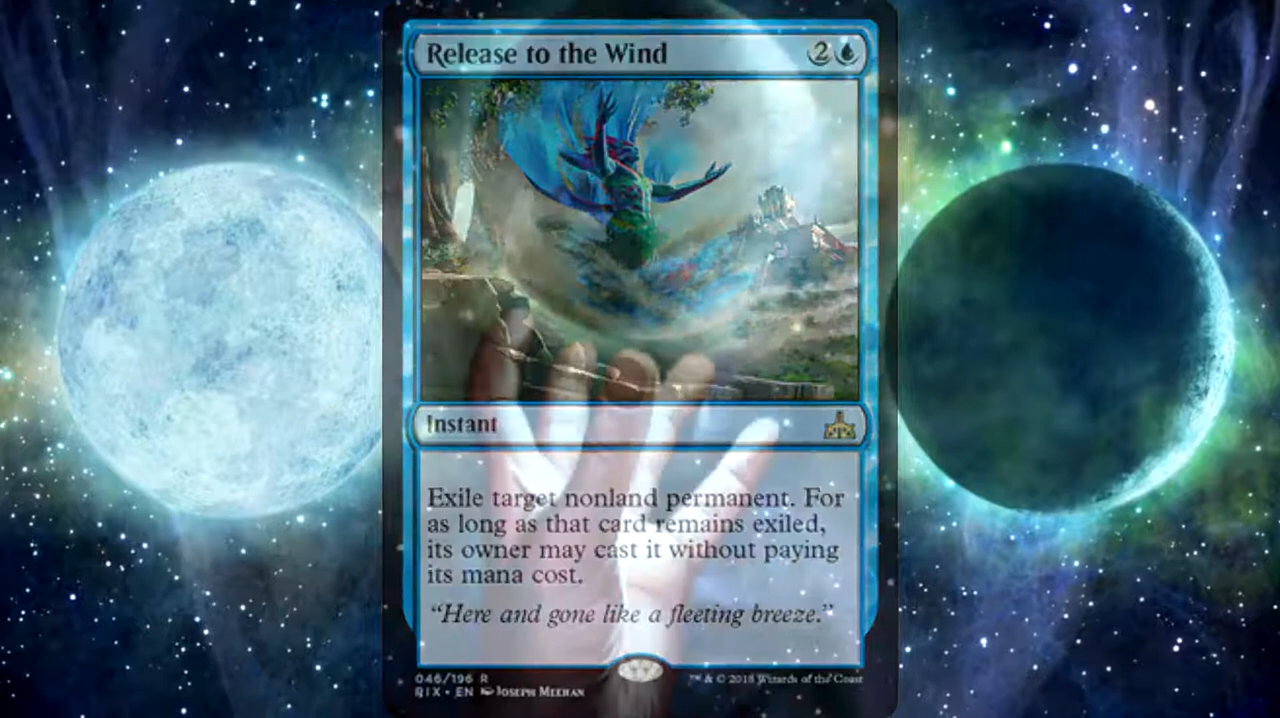 Release to the Wind 2
Instant
Exile target nonland permanent. For
as long as that card remains exiled,
its owner may cast it without paying
its mana cost.
“Here and gone like a fleeting breeze.”
046/196 R
RIX • EN Joseph Meehan
™ & © 2018 Wizards of the Coast